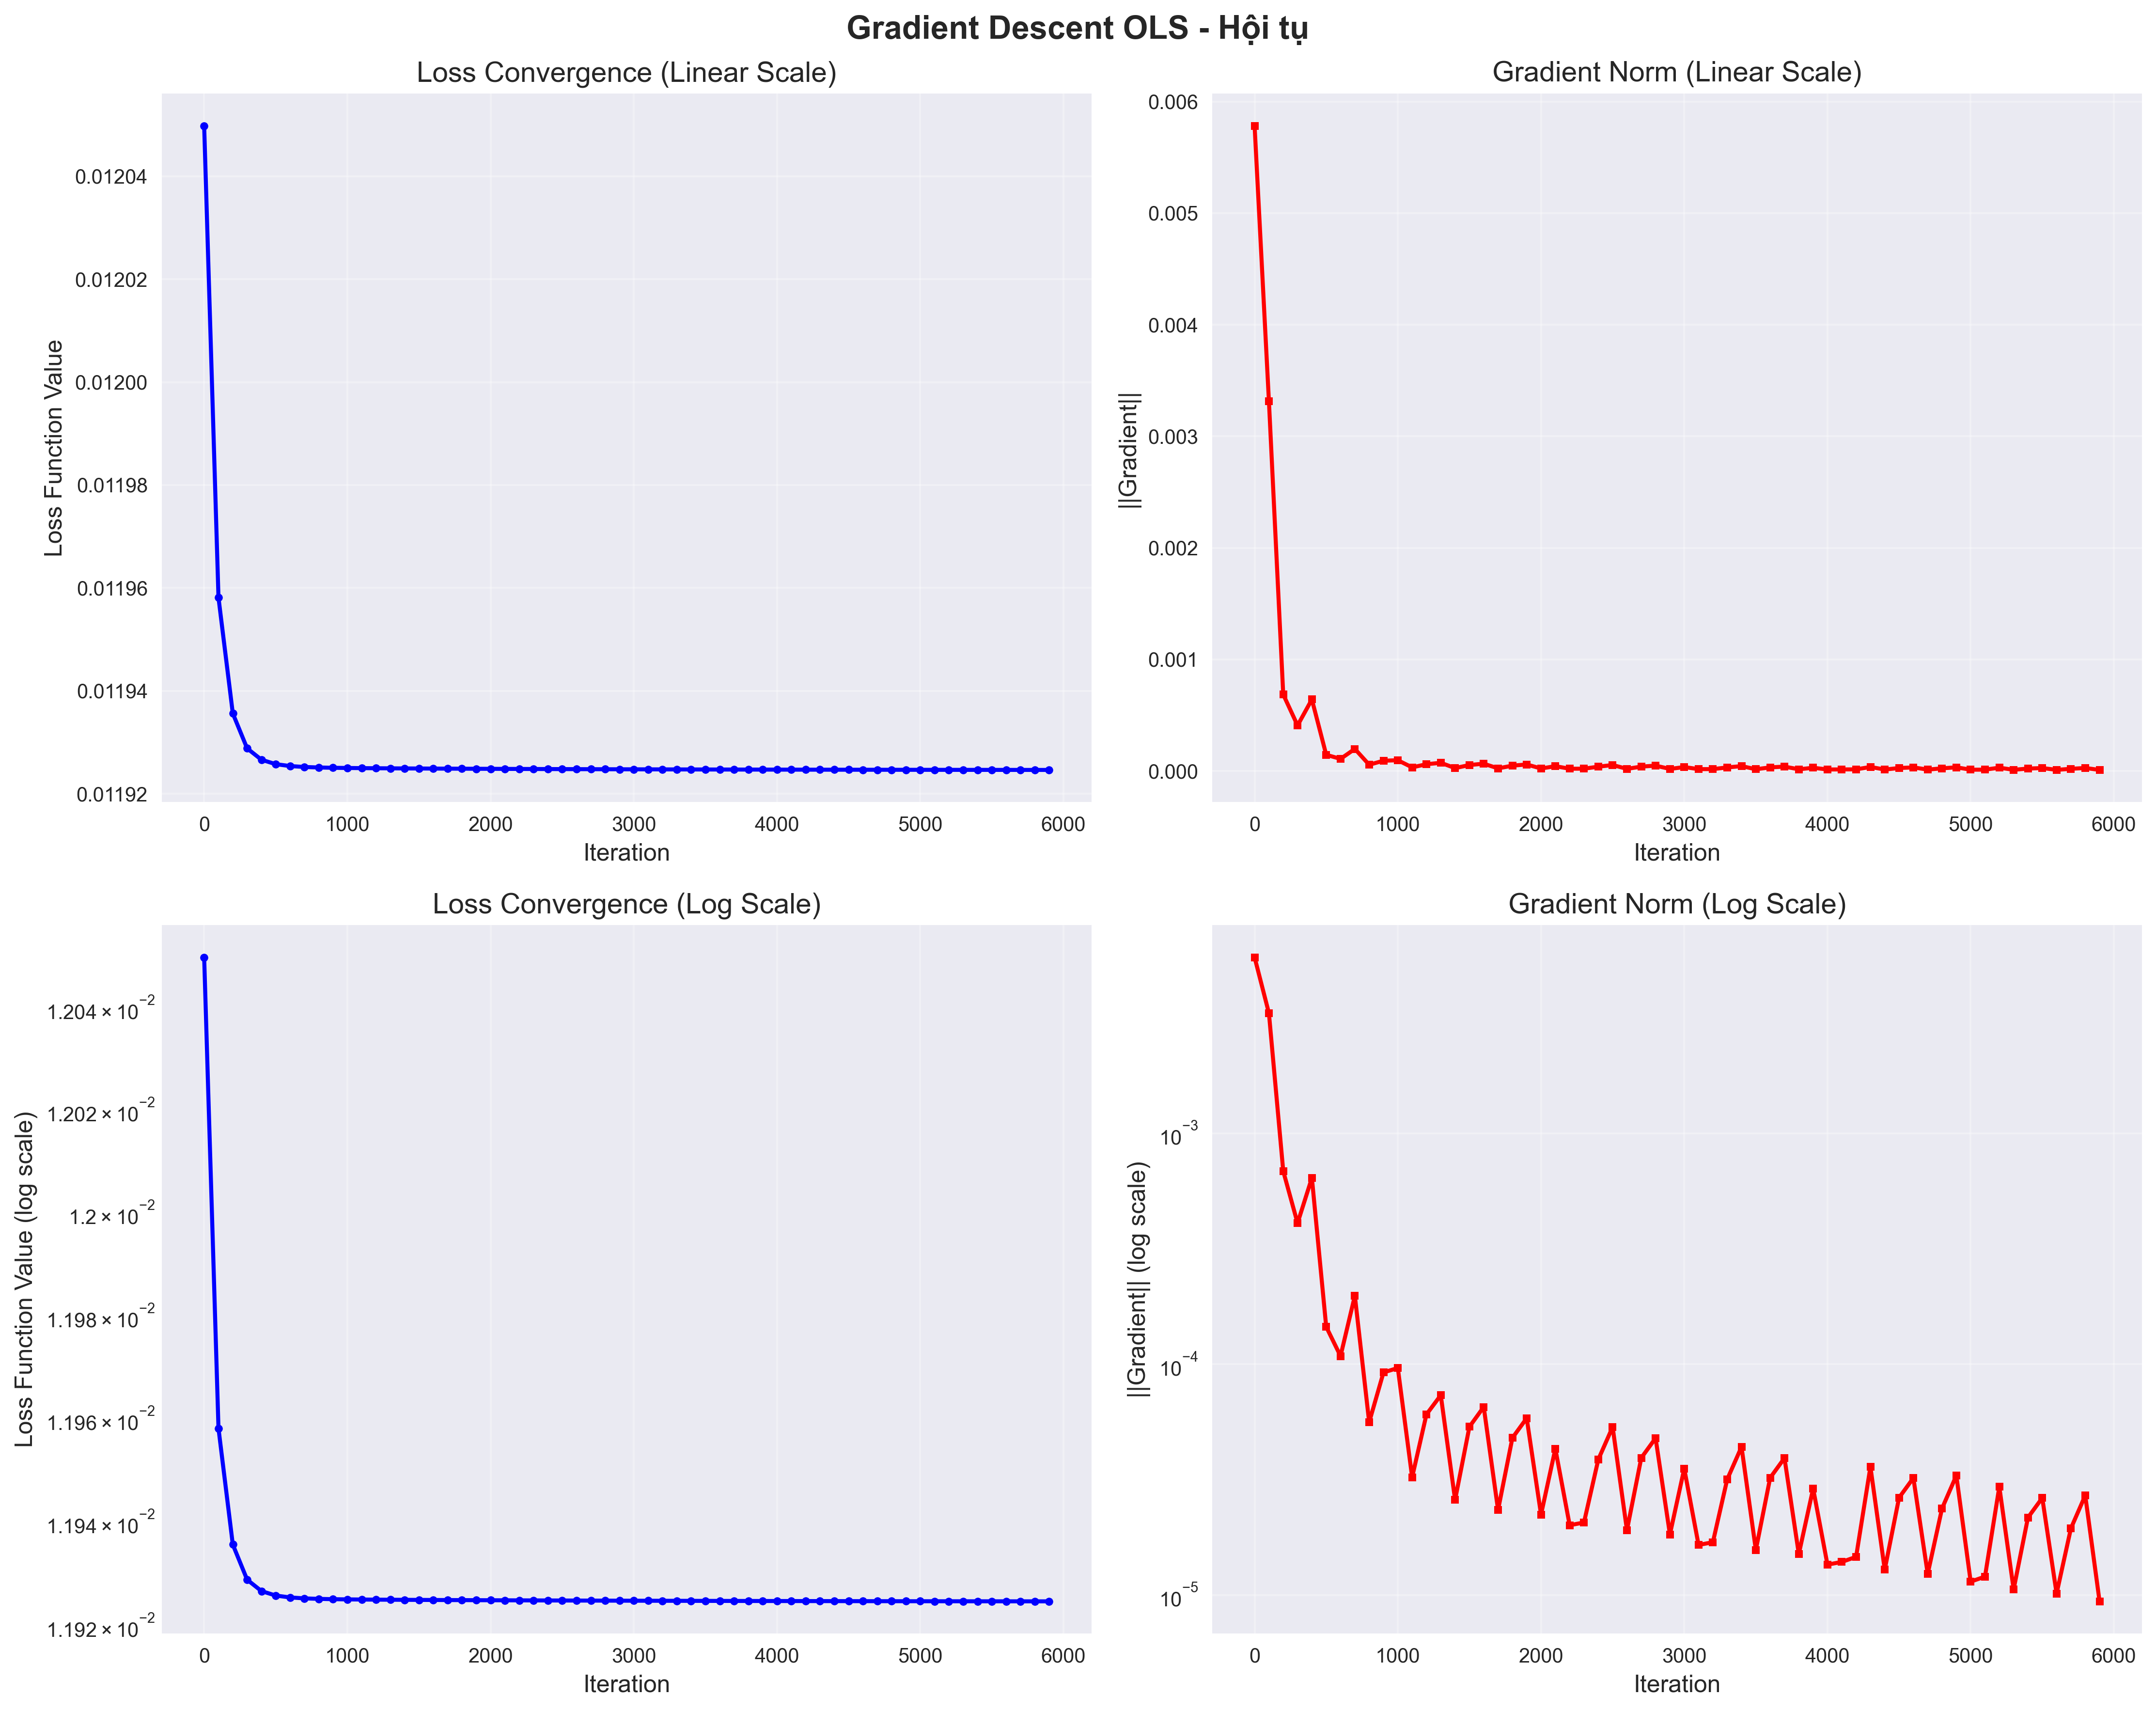 Gradient Descent OLS - Hội tụ
Loss Convergence (Linear Scale)
Loss Function Value
0.01204
0.01202
0.01200
0.01198
0.01196
0.01194
0.01192
0 1000 2000 3000 4000 5000 6000
Iteration
Gradient Norm (Linear Scale)
||Gradient||
0.006
0.005
0.004
0.003
0.002
0.001
0.000
0 1000 2000 3000 4000 5000 6000
Iteration
Loss Convergence (Log Scale)
Loss Function Value (log scale)
1.204 × 10⁻²
1.202 × 10⁻²
1.2 × 10⁻²
1.198 × 10⁻²
1.196 × 10⁻²
1.194 × 10⁻²
1.192 × 10⁻²
0 1000 2000 3000 4000 5000 6000
Iteration
Gradient Norm (Log Scale)
||Gradient|| (log scale)
10⁻³
10⁻⁴
10⁻⁵
0 1000 2000 3000 4000 5000 6000
Iteration